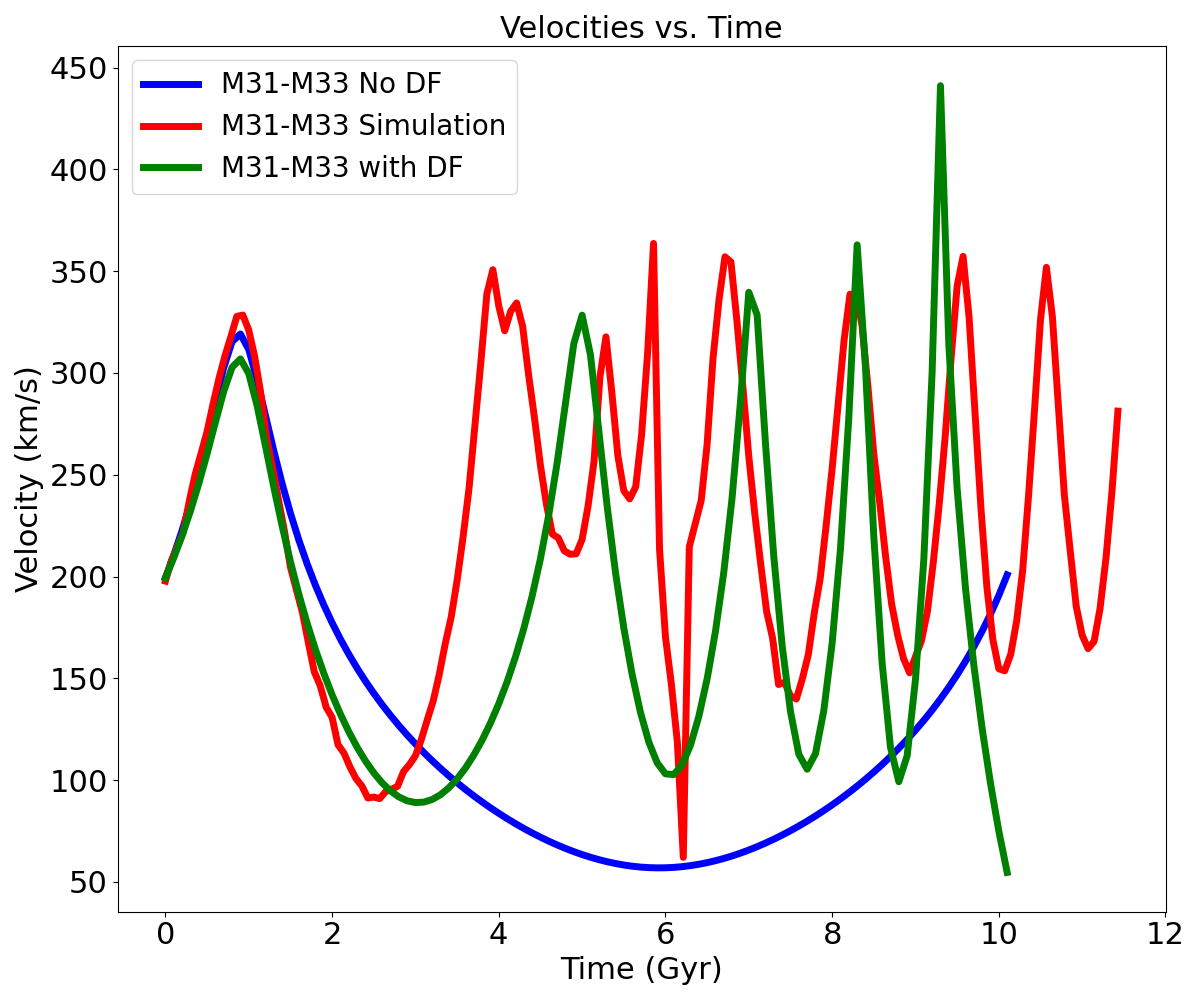 Velocities vs. Time
M31-M33 No DF
M31-M33 Simulation
M31-M33 with DF
Velocity (km/s)
450
400
350
300
250
200
150
100
50
0 2 4 6 8 10 12
Time (Gyr)